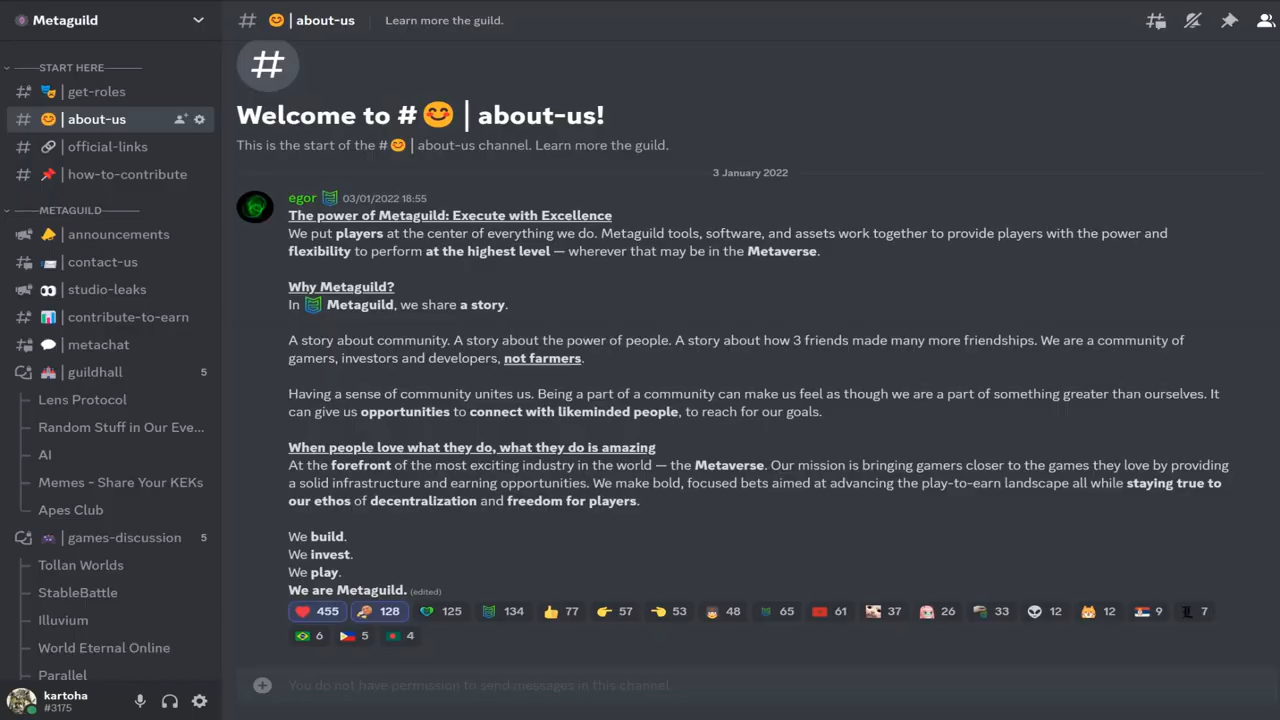 Metaguild
# 😊 | about-us
Learn more the guild.
START HERE
# 🎭 | get-roles
# 😊 | about-us
# 🔗 | official-links
# 📌 | how-to-contribute
METAGUILD
📣 | announcements
📨 | contact-us
👀 | studio-leaks
📊 | contribute-to-earn
💬 | metachat
🏰 | guildhall 5
Lens Protocol
Random Stuff in Our Eve...
AI
Memes - Share Your KEKs
Apes Club
🎮 | games-discussion 5
Tollan Worlds
StableBattle
Illuvium
World Eternal Online
Parallel
kartoha
#3175
#
Welcome to # 😊 | about-us!
This is the start of the # 😊 | about-us channel. Learn more the guild.
3 January 2022
egor 03/01/2022 18:55
The power of Metaguild: Execute with Excellence
We put players at the center of everything we do. Metaguild tools, software, and assets work together to provide players with the power and
flexibility to perform at the highest level — wherever that may be in the Metaverse.
Why Metaguild?
In Metaguild, we share a story.
A story about community. A story about the power of people. A story about how 3 friends made many more friendships. We are a community of
gamers, investors and developers, not farmers.
Having a sense of community unites us. Being a part of a community can make us feel as though we are a part of something greater than ourselves. It
can give us opportunities to connect with likeminded people, to reach for our goals.
When people love what they do, what they do is amazing
At the forefront of the most exciting industry in the world — the Metaverse. Our mission is bringing gamers closer to the games they love by providing
a solid infrastructure and earning opportunities. We make bold, focused bets aimed at advancing the play-to-earn landscape all while staying true to
our ethos of decentralization and freedom for players.
We build.
We invest.
We play.
We are Metaguild. (edited)
455 128 125 134 77 57 53 48 65 61 37 26 33 12 12 9 7
6 5 4
You do not have permission to send messages in this channel.